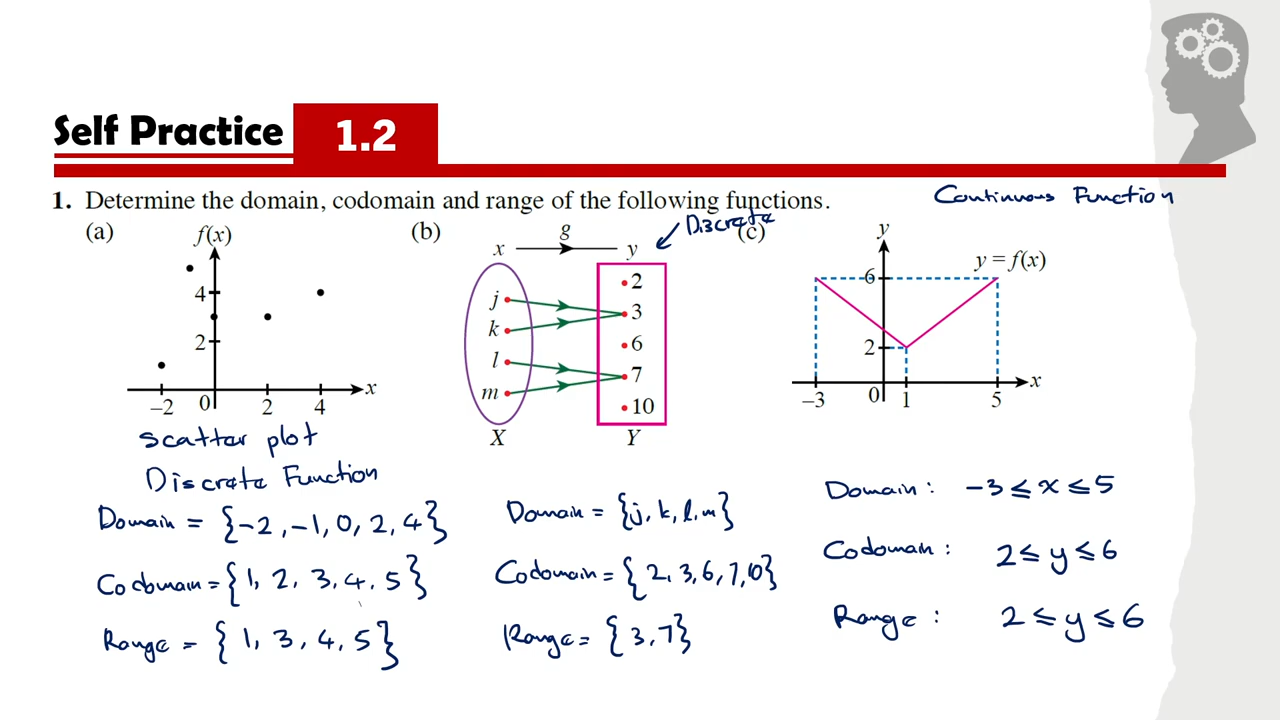 Self Practice 1.2
1. Determine the domain, codomain and range of the following functions.
Continuous Function
(a)
f(x)
4
2
−2 0 2 4 x
scatter plot
Discrete Function
Domain = {-2, -1, 0, 2, 4}
Codomain = {1, 2, 3, 4, 5}
Range = {1, 3, 4, 5}
(b)
g
x y
Discrete
j
k
l
m
2
3
6
7
10
X Y
Domain = {j, k, l, m}
Codomain = {2, 3, 6, 7, 10}
Range = {3, 7}
(c)
y
y = f(x)
6
2
−3 0 1 5 x
Domain : -3 ≤ x ≤ 5
Codomain : 2 ≤ y ≤ 6
Range : 2 ≤ y ≤ 6